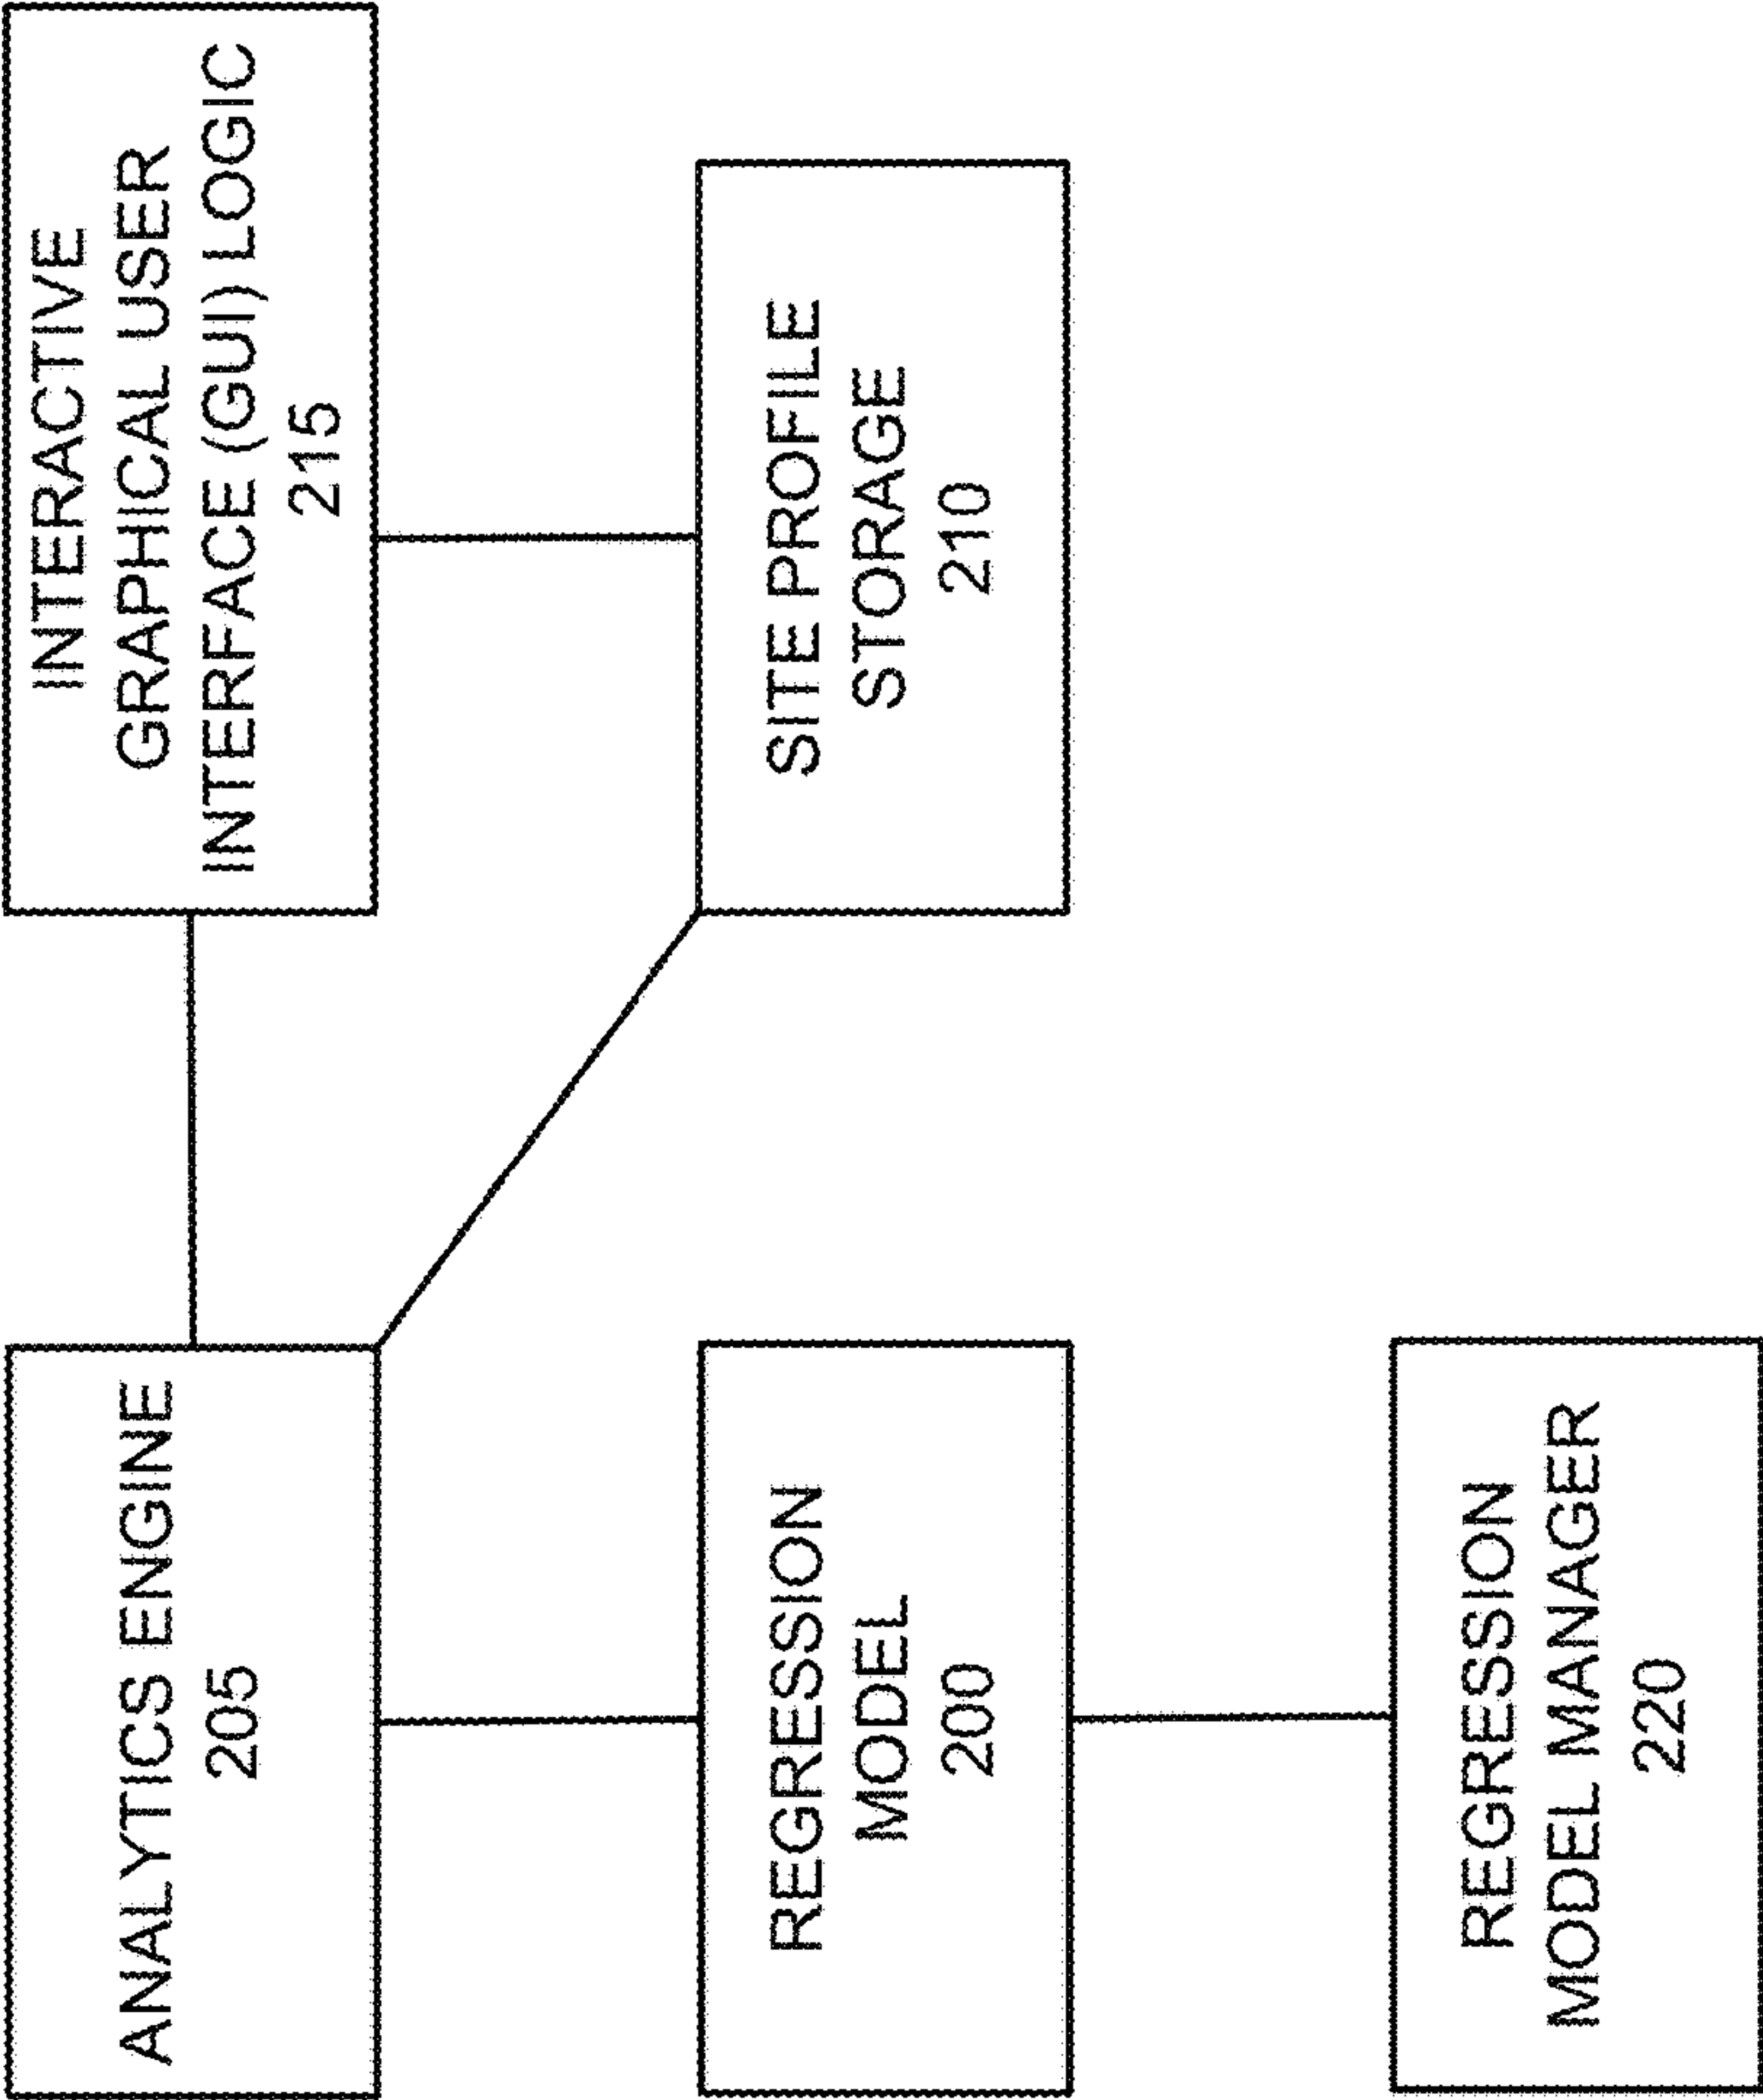 ANALYTICS ENGINE
205
INTERACTIVE
GRAPHICAL USER
INTERFACE (GUI) LOGIC
215
REGRESSION
MODEL
200
SITE PROFILE
STORAGE
210
REGRESSION
MODEL MANAGER
220